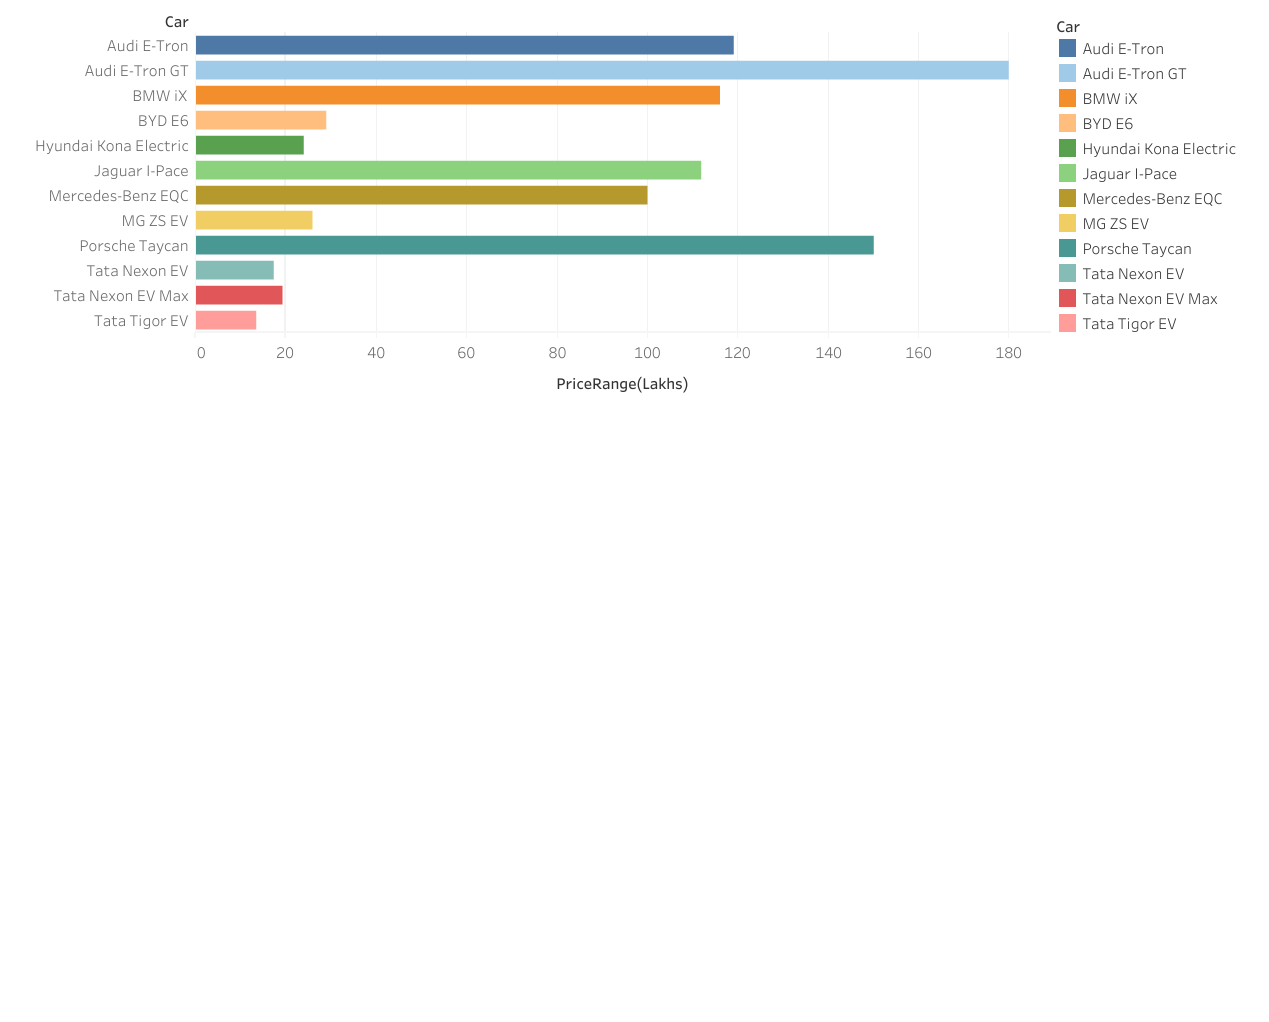 Car
Audi E-Tron
Audi E-Tron GT
BMW iX
BYD E6
Hyundai Kona Electric
Jaguar I-Pace
Mercedes-Benz EQC
MG ZS EV
Porsche Taycan
Tata Nexon EV
Tata Nexon EV Max
Tata Tigor EV
0 20 40 60 80 100 120 140 160 180
PriceRange(Lakhs)
Car
Audi E-Tron
Audi E-Tron GT
BMW iX
BYD E6
Hyundai Kona Electric
Jaguar I-Pace
Mercedes-Benz EQC
MG ZS EV
Porsche Taycan
Tata Nexon EV
Tata Nexon EV Max
Tata Tigor EV